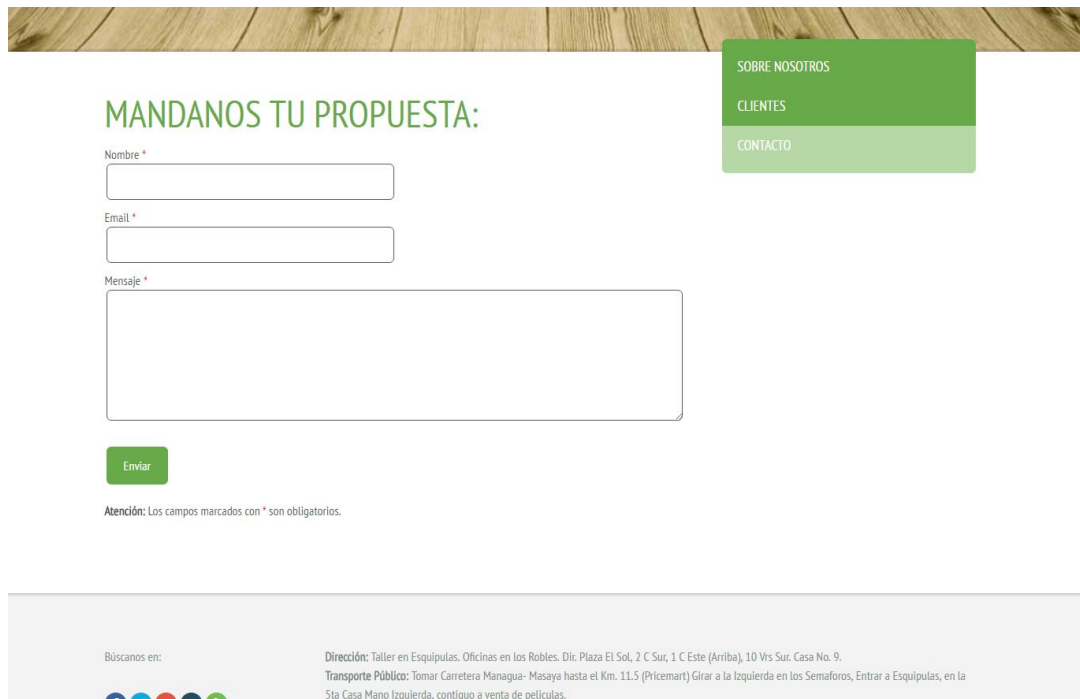 SOBRE NOSOTROS
CLIENTES
CONTACTO
MANDANOS TU PROPUESTA:
Nombre *
Email *
Mensaje *
Enviar
Atención: Los campos marcados con * son obligatorios.
Búscanos en:
Dirección: Taller en Esquipulas. Oficinas en los Robles. Dir. Plaza El Sol, 2 C Sur, 1 C Este (Arriba), 10 Vrs Sur. Casa No. 9.
Transporte Público: Tomar Carretera Managua- Masaya hasta el Km. 11.5 (Pricemart) Girar a la Izquierda en los Semaforos, Entrar a Esquipulas, en la
5ta Casa Mano Izquierda, contiguo a venta de peliculas.